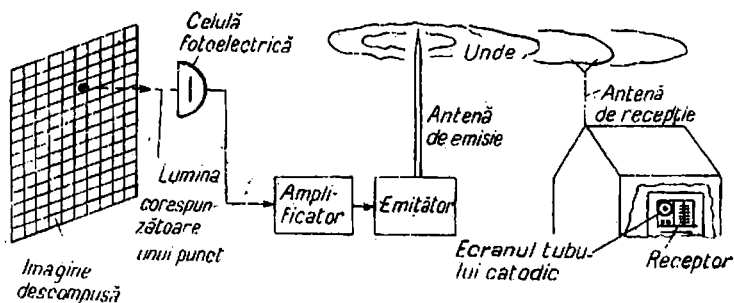 Celulă
fotoelectrică
Unde
Antenă
de emisie
Antenă
de recepție
Lumina
corespun-
zătoare
unui punct
Ampli-
ficator
Emițător
Ecranul tubu-
lui catodic
Receptor
Imagine
descompusă